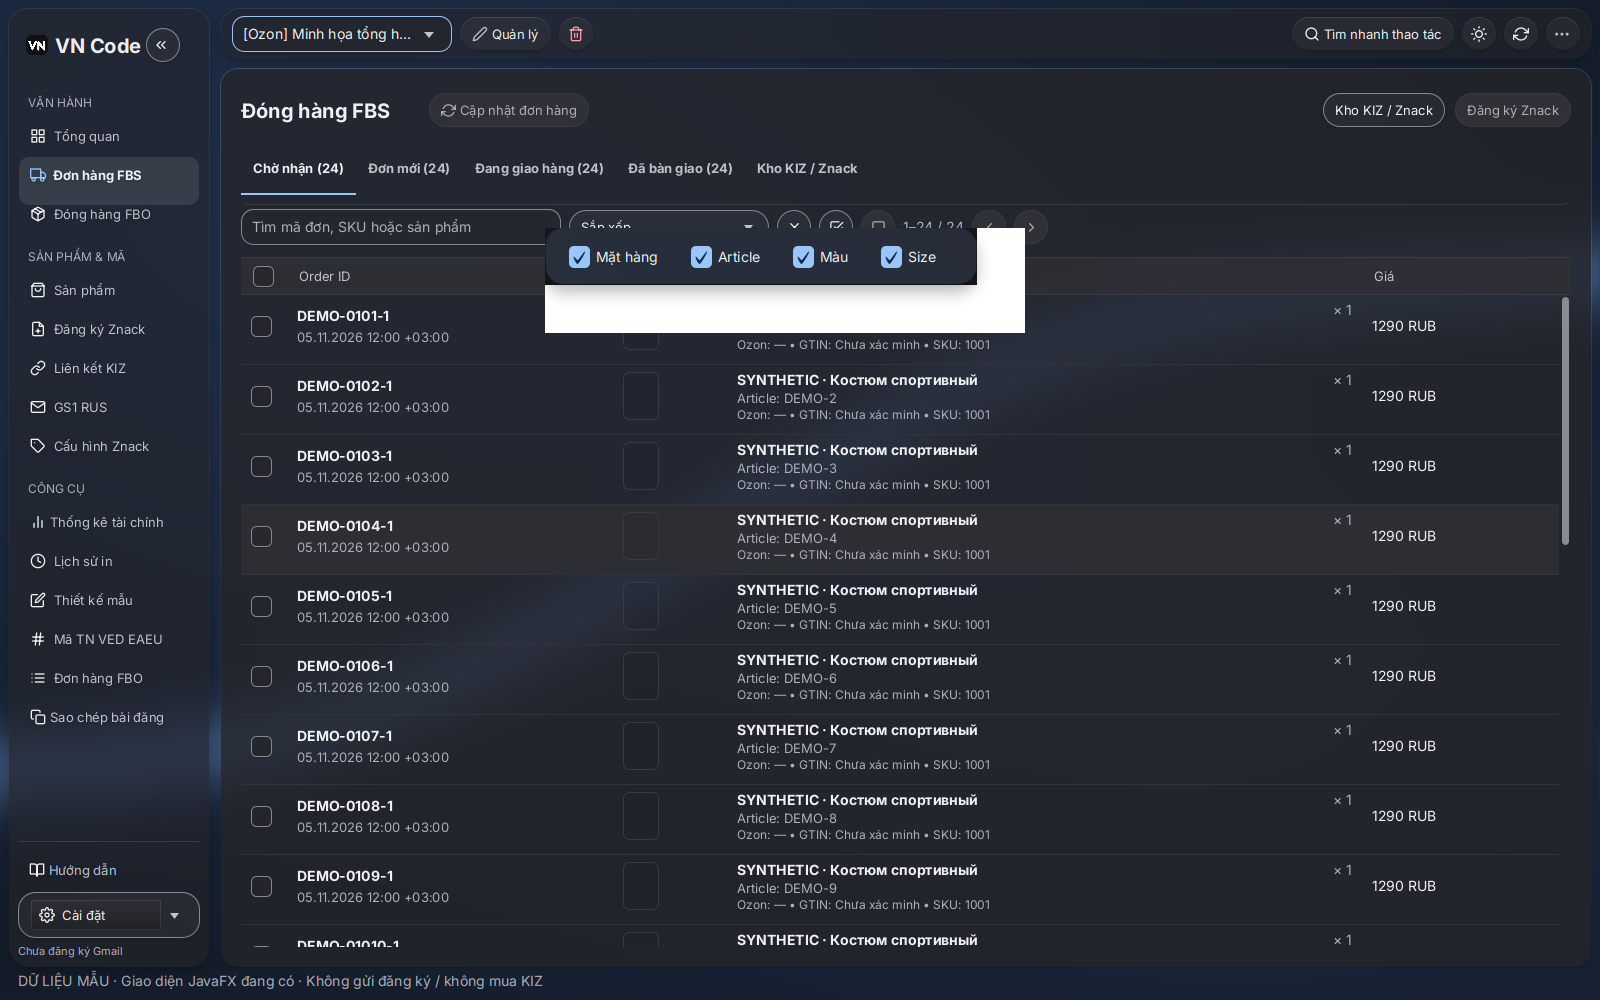 VN VN Code
VẬN HÀNH
Tổng quan
Đơn hàng FBS
Đóng hàng FBO
SẢN PHẨM & MÃ
Sản phẩm
Đăng ký Znack
Liên kết KIZ
GS1 RUS
Cấu hình Znack
CÔNG CỤ
Thống kê tài chính
Lịch sử in
Thiết kế mẫu
Mã TN VED EAEU
Đơn hàng FBO
Sao chép bài đăng
Hướng dẫn
Cài đặt
Chưa đăng ký Gmail
[Ozon] Minh họa tổng h...
Quản lý
Tìm nhanh thao tác
Đóng hàng FBS
Cập nhật đơn hàng
Kho KIZ / Znack
Đăng ký Znack
Chờ nhận (24) Đơn mới (24) Đang giao hàng (24) Đã bàn giao (24) Kho KIZ / Znack
Tìm mã đơn, SKU hoặc sản phẩm
Sắp xếp
1–24 / 24
Mặt hàng Article Màu Size
Order ID Giá
DEMO-0101-1
05.11.2026 12:00 +03:00
Ozon: — • GTIN: Chưa xác minh • SKU: 1001
× 1
1290 RUB
DEMO-0102-1
05.11.2026 12:00 +03:00
SYNTHETIC · Костюм спортивный
Article: DEMO-2
Ozon: — • GTIN: Chưa xác minh • SKU: 1001
× 1
1290 RUB
DEMO-0103-1
05.11.2026 12:00 +03:00
SYNTHETIC · Костюм спортивный
Article: DEMO-3
Ozon: — • GTIN: Chưa xác minh • SKU: 1001
× 1
1290 RUB
DEMO-0104-1
05.11.2026 12:00 +03:00
SYNTHETIC · Костюм спортивный
Article: DEMO-4
Ozon: — • GTIN: Chưa xác minh • SKU: 1001
× 1
1290 RUB
DEMO-0105-1
05.11.2026 12:00 +03:00
SYNTHETIC · Костюм спортивный
Article: DEMO-5
Ozon: — • GTIN: Chưa xác minh • SKU: 1001
× 1
1290 RUB
DEMO-0106-1
05.11.2026 12:00 +03:00
SYNTHETIC · Костюм спортивный
Article: DEMO-6
Ozon: — • GTIN: Chưa xác minh • SKU: 1001
× 1
1290 RUB
DEMO-0107-1
05.11.2026 12:00 +03:00
SYNTHETIC · Костюм спортивный
Article: DEMO-7
Ozon: — • GTIN: Chưa xác minh • SKU: 1001
× 1
1290 RUB
DEMO-0108-1
05.11.2026 12:00 +03:00
SYNTHETIC · Костюм спортивный
Article: DEMO-8
Ozon: — • GTIN: Chưa xác minh • SKU: 1001
× 1
1290 RUB
DEMO-0109-1
05.11.2026 12:00 +03:00
SYNTHETIC · Костюм спортивный
Article: DEMO-9
Ozon: — • GTIN: Chưa xác minh • SKU: 1001
× 1
1290 RUB
DEMO-01010-1
SYNTHETIC · Костюм спортивный
× 1
DỮ LIỆU MẪU · Giao diện JavaFX đang có · Không gửi đăng ký / không mua KIZ